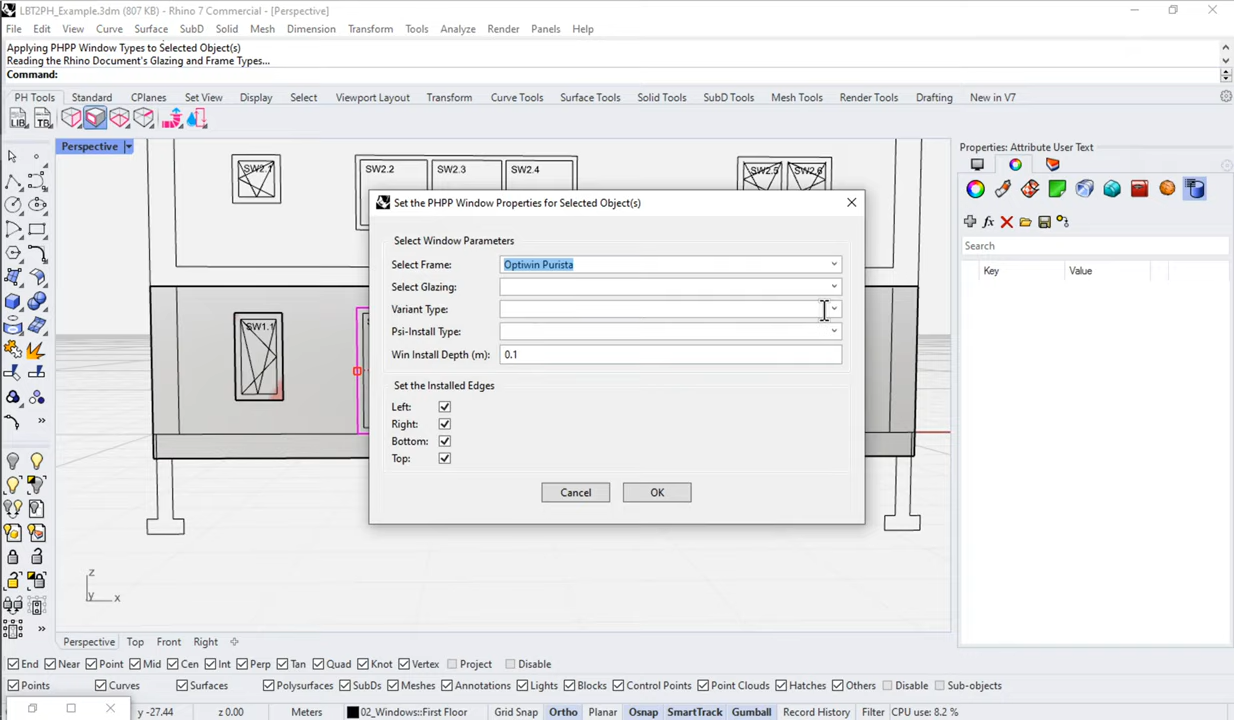 LBT2PH_Example.3dm (807 KB) - Rhino 7 Commercial - [Perspective]
File Edit View Curve Surface SubD Solid Mesh Dimension Transform Tools Analyze Render Panels Help
Applying PHPP Window Types to Selected Object(s)
Reading the Rhino Document's Glazing and Frame Types...
Command:
PH Tools Standard CPlanes Set View Display Select Viewport Layout Transform Curve Tools Surface Tools Solid Tools SubD Tools Mesh Tools Render Tools Drafting New in V7
LIB TB
Perspective
Properties: Attribute User Text
SW2.1 SW2.2 SW2.3 SW2.4 SW2.5 SW2.6
Set the PHPP Window Properties for Selected Object(s)
Select Window Parameters
Select Frame: Optiwin Purista
Select Glazing:
Variant Type:
Psi-Install Type:
Win Install Depth (m): 0.1
Set the Installed Edges
Left:
Right:
Bottom:
Top:
Cancel OK
fx
Search
Key Value
SW1.1
z
y x
Perspective Top Front Right
End Near Point Mid Cen Int Perp Tan Quad Knot Vertex Project Disable
Points Curves Surfaces Polysurfaces SubDs Meshes Annotations Lights Blocks Control Points Point Clouds Hatches Others Disable Sub-objects
y -27.44 z 0.00 Meters 02_Windows::First Floor Grid Snap Ortho Planar Osnap SmartTrack Gumball Record History Filter CPU use: 8.2 %